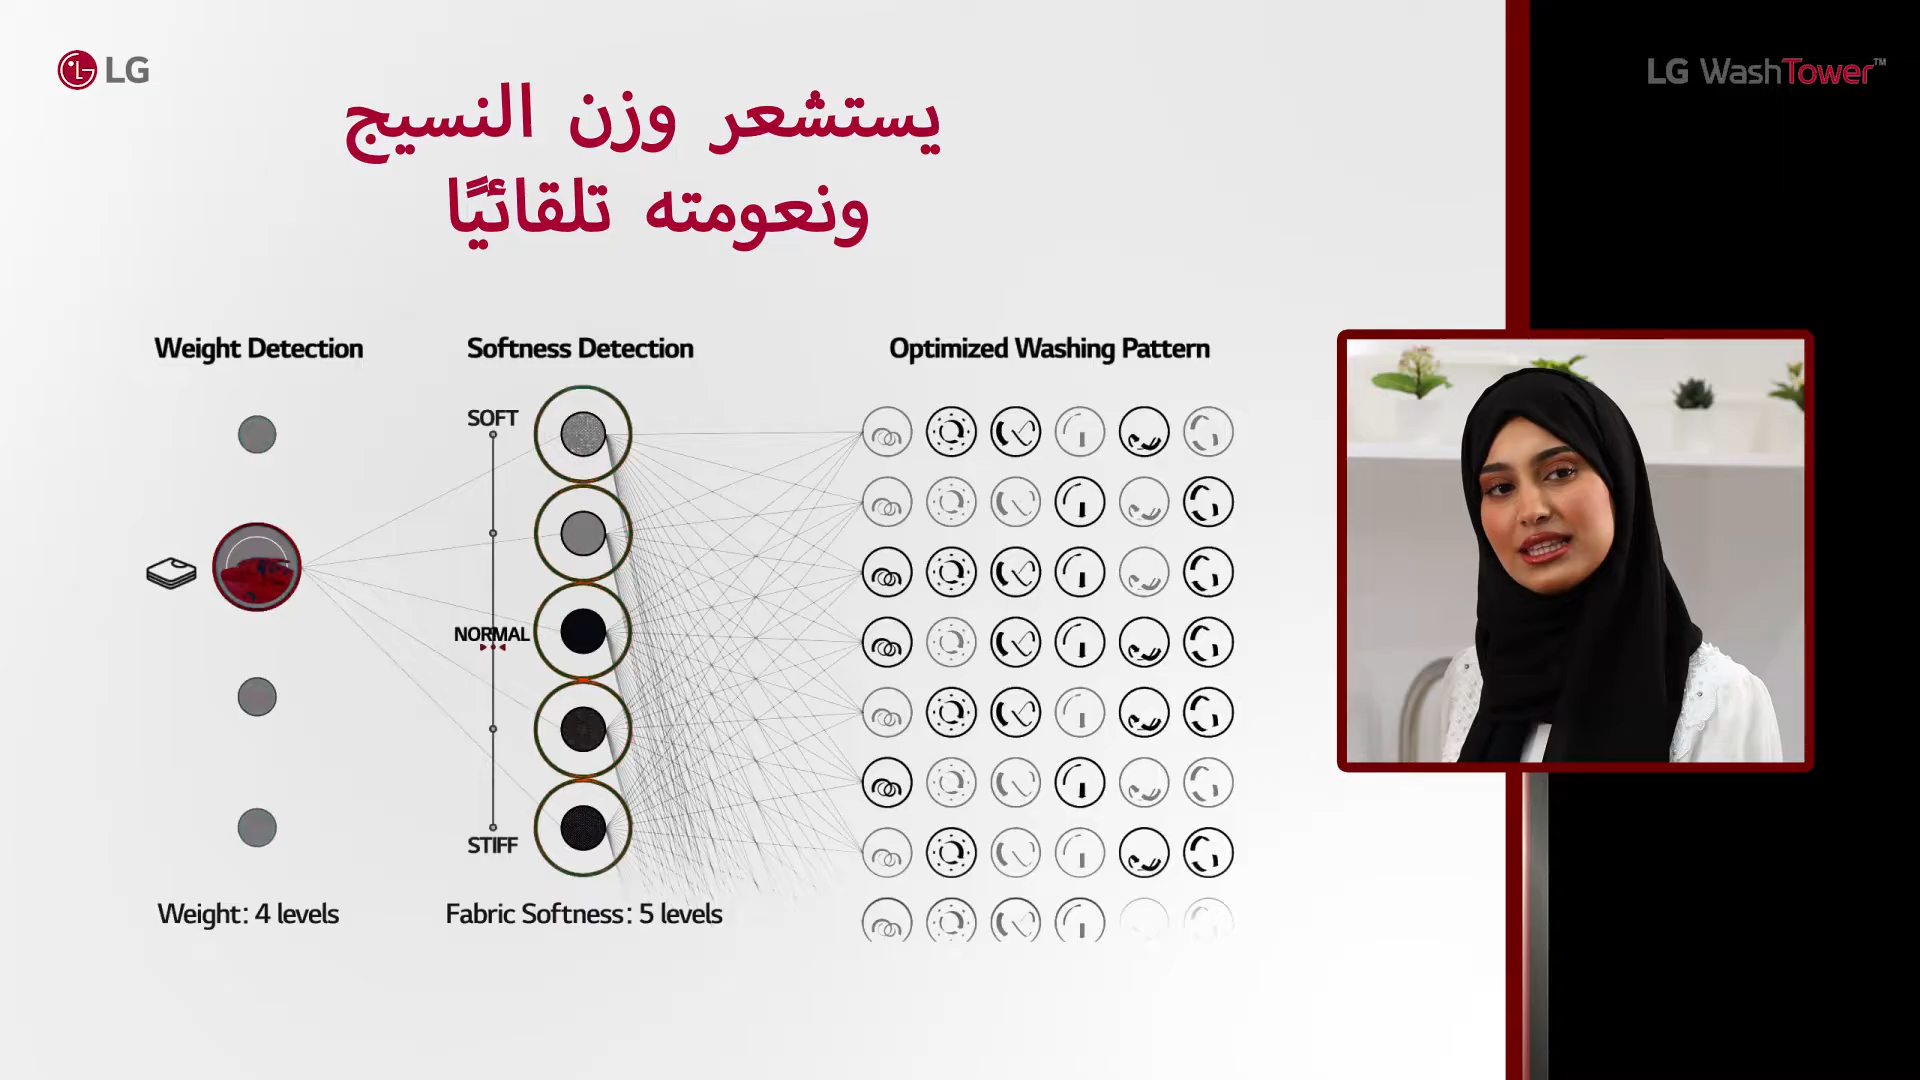 LG
LG WashTower™
يستشعر وزن النسيج
ونعومته تلقائيًا
Weight Detection
Softness Detection
Optimized Washing Pattern
SOFT
NORMAL
STIFF
Weight: 4 levels
Fabric Softness: 5 levels